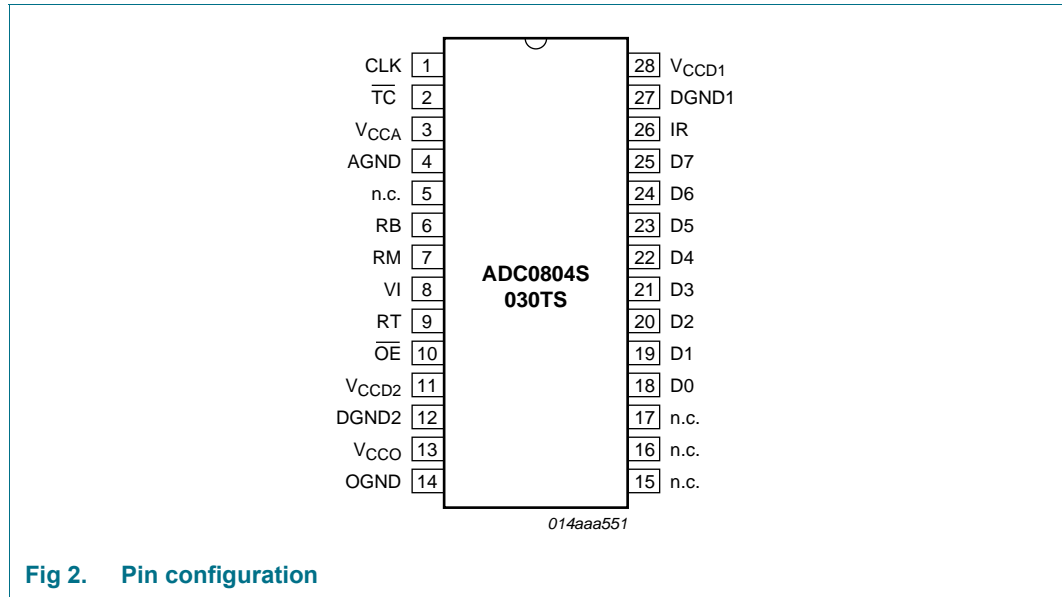 CLK 1
TC 2
VCCA 3
AGND 4
n.c. 5
RB 6
RM 7
VI 8
RT 9
OE 10
VCCD2 11
DGND2 12
VCCO 13
OGND 14
ADC0804S
030TS
28 VCCD1
27 DGND1
26 IR
25 D7
24 D6
23 D5
22 D4
21 D3
20 D2
19 D1
18 D0
17 n.c.
16 n.c.
15 n.c.
014aaa551
Fig 2. Pin configuration